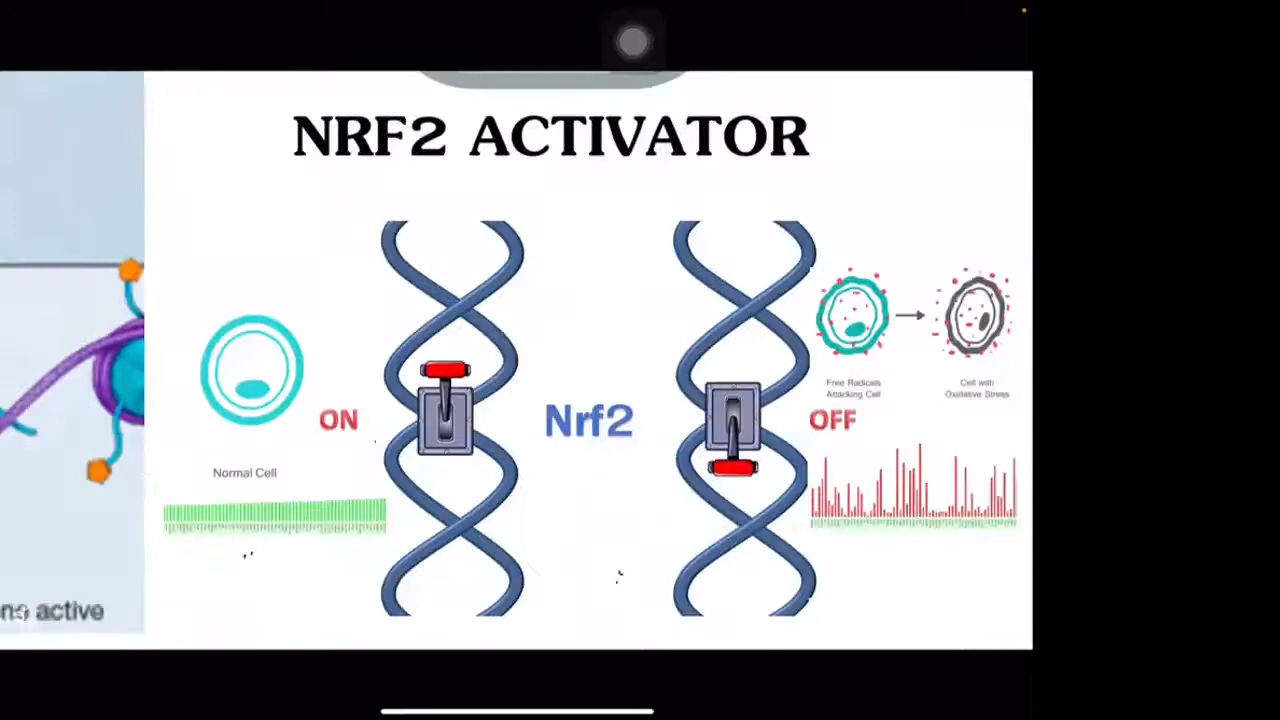 NRF2 ACTIVATOR
Free Radicals
Attacking Cell
Cell with
Oxidative Stress
ON
Nrf2
OFF
Normal Cell
active